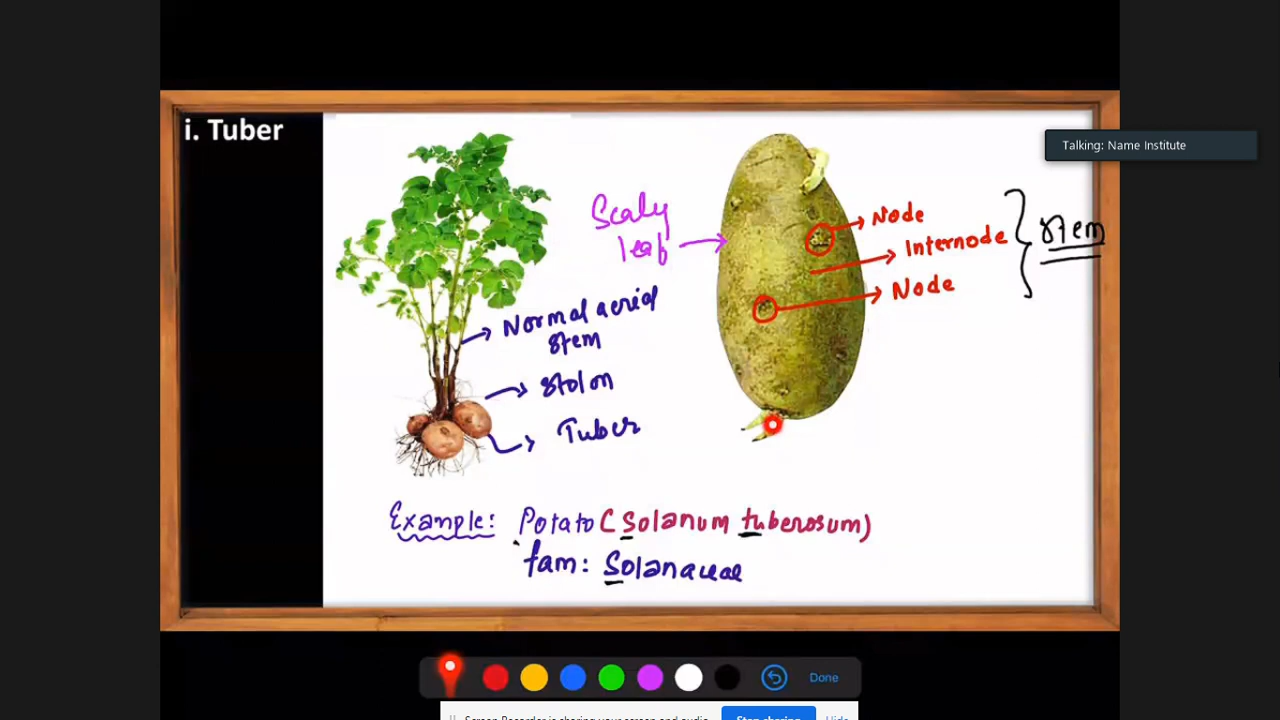 i. Tuber
Talking: Name Institute
Scaly
leaf
Node
Internode
Node
stem
Normal aerial
stem
stolon
Tuber
Example: Potato (Solanum tuberosum)
fam: Solanaceae
Done